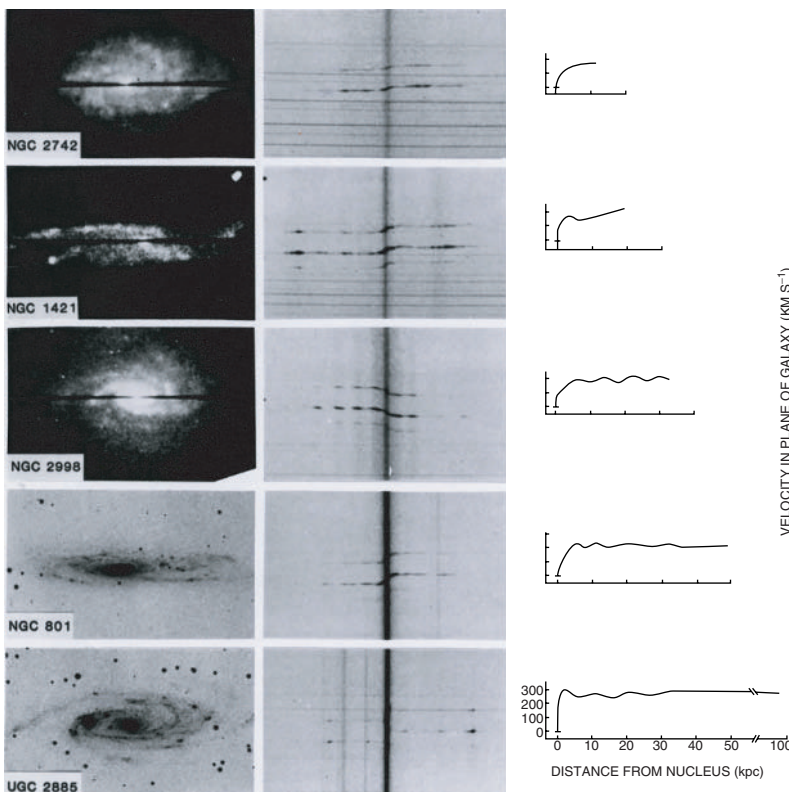 NGC 2742
NGC 1421
NGC 2998
NGC 801
UGC 2885
VELOCITY IN PLANE OF GALAXY (KM S⁻¹)
300
200
100
0
0 10 20 30 40 50 100
DISTANCE FROM NUCLEUS (kpc)